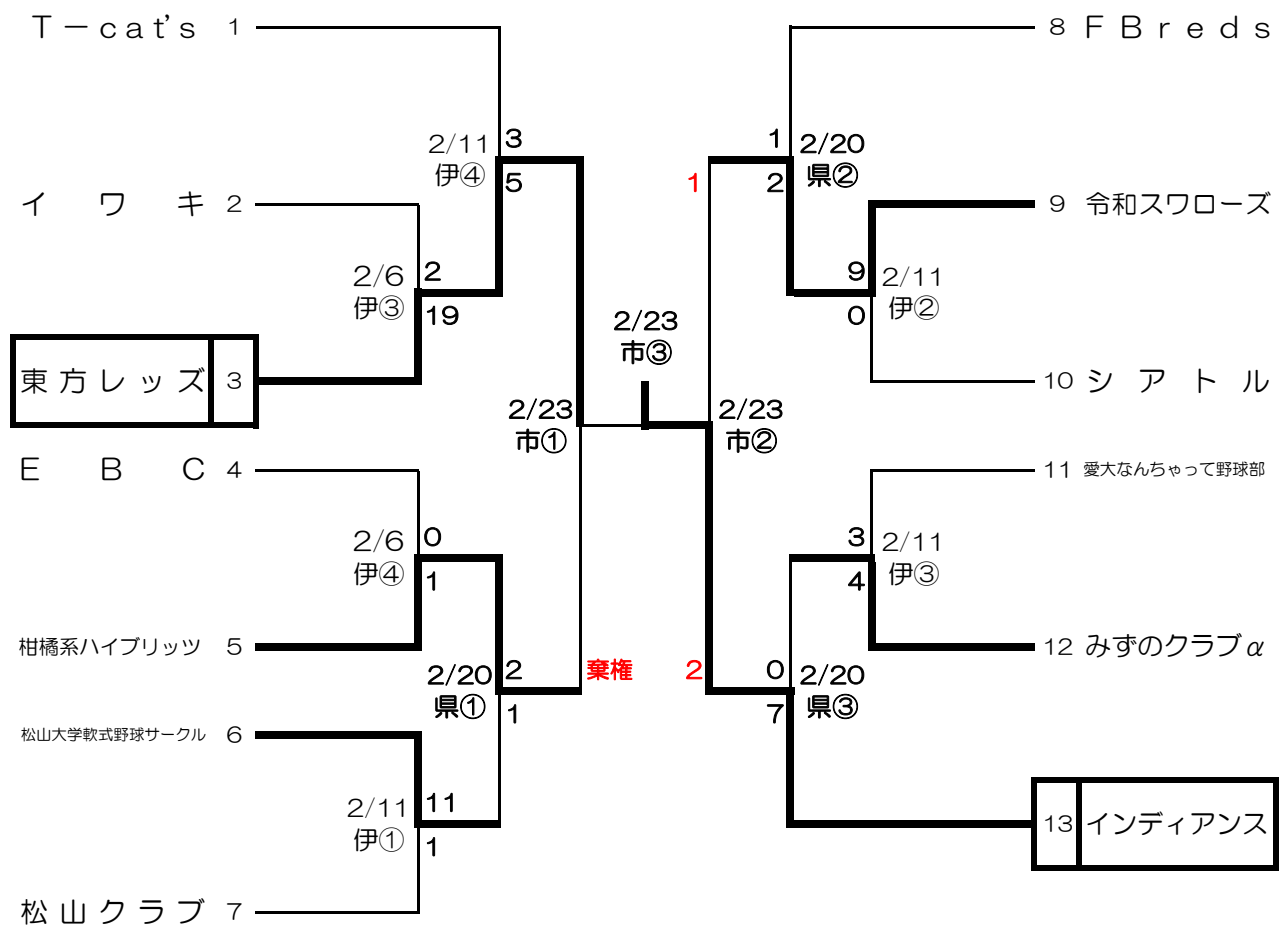 T－cat's 1
8 FBreds
2/11 3
伊④ 5
1 2/20
2 県②
1
イワキ 2
9 令和スワローズ
2/6 2
伊③ 19
9 2/11
0 伊②
2/23
市③
東方レッズ 3
10 シアトル
2/23
市①
2/23
市②
EBC 4
11 愛大なんちゃって野球部
2/6 0
伊④ 1
3 2/11
4 伊③
柑橘系ハイブリッツ 5
12 みずのクラブα
2/20 2
県① 1
棄権
2
0 2/20
7 県③
松山大学軟式野球サークル 6
2/11 11
伊① 1
13 インディアンス
松山クラブ 7